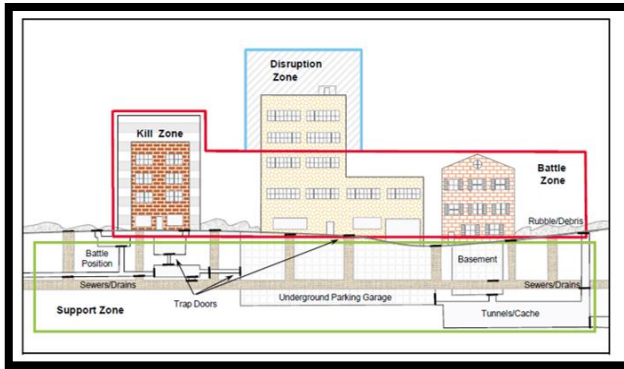 Disruption
Zone
Kill Zone
Battle
Zone
Rubble/Debris
Battle
Position
Basement
Sewers/Drains
Sewers/Drains
Trap Doors
Underground Parking Garage
Support Zone
Tunnels/Cache